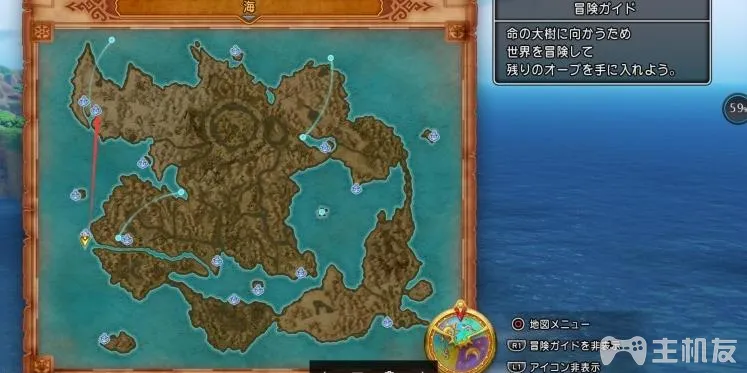 海
冒険ガイド
命の大樹に向かうため
世界を冒険して
残りのオーブを手に入れよう。
59
地図メニュー
R1 冒険ガイドを非表示
L1 アイコン非表示
主机友